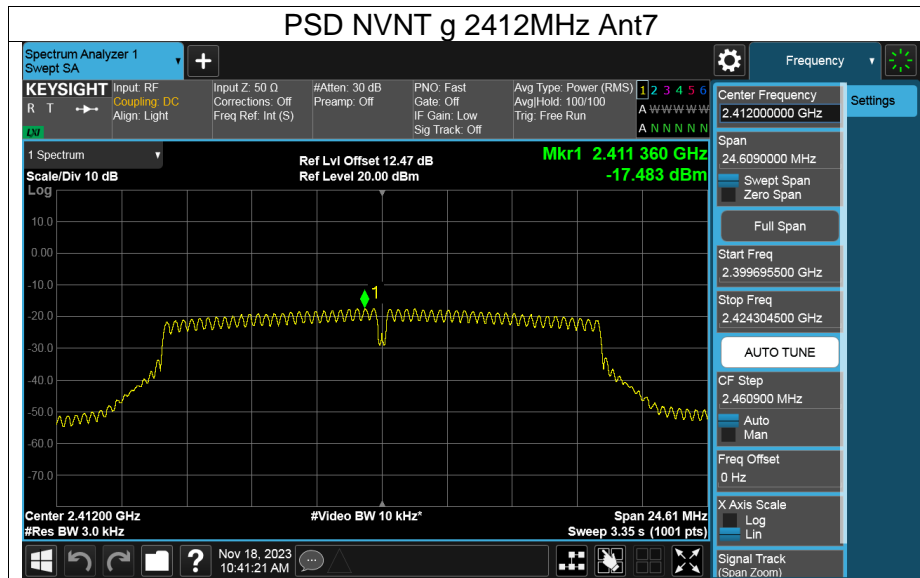 PSD NVNT g 2412MHz Ant7
Spectrum Analyzer 1
Swept SA
+
Frequency
KEYSIGHT
R T
LXI
Input: RF
Coupling: DC
Align: Light
Input Z: 50 Ω
Corrections: Off
Freq Ref: Int (S)
#Atten: 30 dB
Preamp: Off
PNO: Fast
Gate: Off
IF Gain: Low
Sig Track: Off
Avg Type: Power (RMS)
Avg|Hold: 100/100
Trig: Free Run
1 2 3 4 5 6
A W W W W W
A N N N N N
Center Frequency
2.412000000 GHz
Settings
1 Spectrum
Scale/Div 10 dB
Log
Ref Lvl Offset 12.47 dB
Ref Level 20.00 dBm
Mkr1 2.411 360 GHz
-17.483 dBm
Span
24.6090000 MHz
Swept Span
Zero Span
Full Span
Start Freq
2.399695500 GHz
Stop Freq
2.424304500 GHz
AUTO TUNE
CF Step
2.460900 MHz
Auto
Man
Freq Offset
0 Hz
X Axis Scale
Log
Lin
Signal Track
(Span Zoom)
10.0
0.00
-10.0
1
-20.0
-30.0
-40.0
-50.0
-60.0
-70.0
Center 2.41200 GHz
#Res BW 3.0 kHz
#Video BW 10 kHz*
Span 24.61 MHz
Sweep 3.35 s (1001 pts)
?
Nov 18, 2023
10:41:21 AM